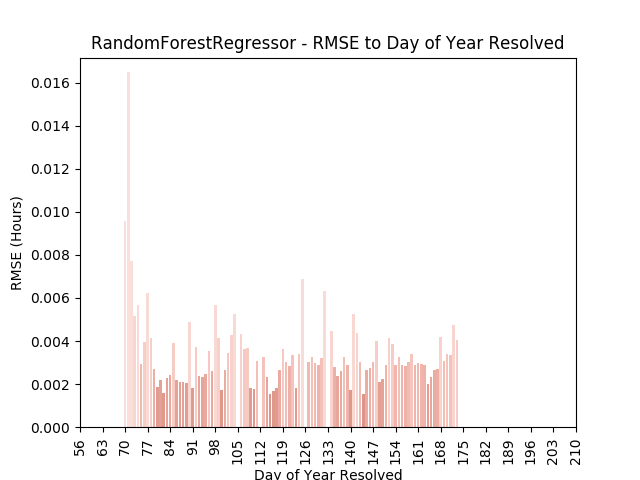 RandomForestRegressor - RMSE to Day of Year Resolved
RMSE (Hours)
0.016
0.014
0.012
0.010
0.008
0.006
0.004
0.002
0.000
56 63 70 77 84 91 98 105 112 119 126 133 140 147 154 161 168 175 182 189 196 203 210
Day of Year Resolved